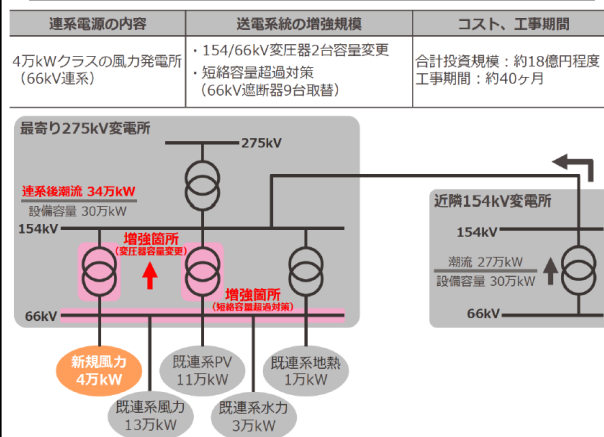 連系電源の内容
送電系統の増強規模
コスト、工事期間
4万kWクラスの風力発電所
(66kV連系)
・154/66kV変圧器2台容量変更
・短絡容量超過対策
(66kV遮断器9台取替)
合計投資規模：約18億円程度
工事期間：約40ヶ月
最寄り275kV変電所
275kV
連系後潮流 34万kW
設備容量 30万kW
154kV
増強箇所
(変圧器容量変更)
増強箇所
(短絡容量超過対策)
66kV
近隣154kV変電所
154kV
潮流 27万kW
設備容量 30万kW
66kV
新規風力
4万kW
既連系PV
11万kW
既連系地熱
1万kW
既連系風力
13万kW
既連系水力
3万kW